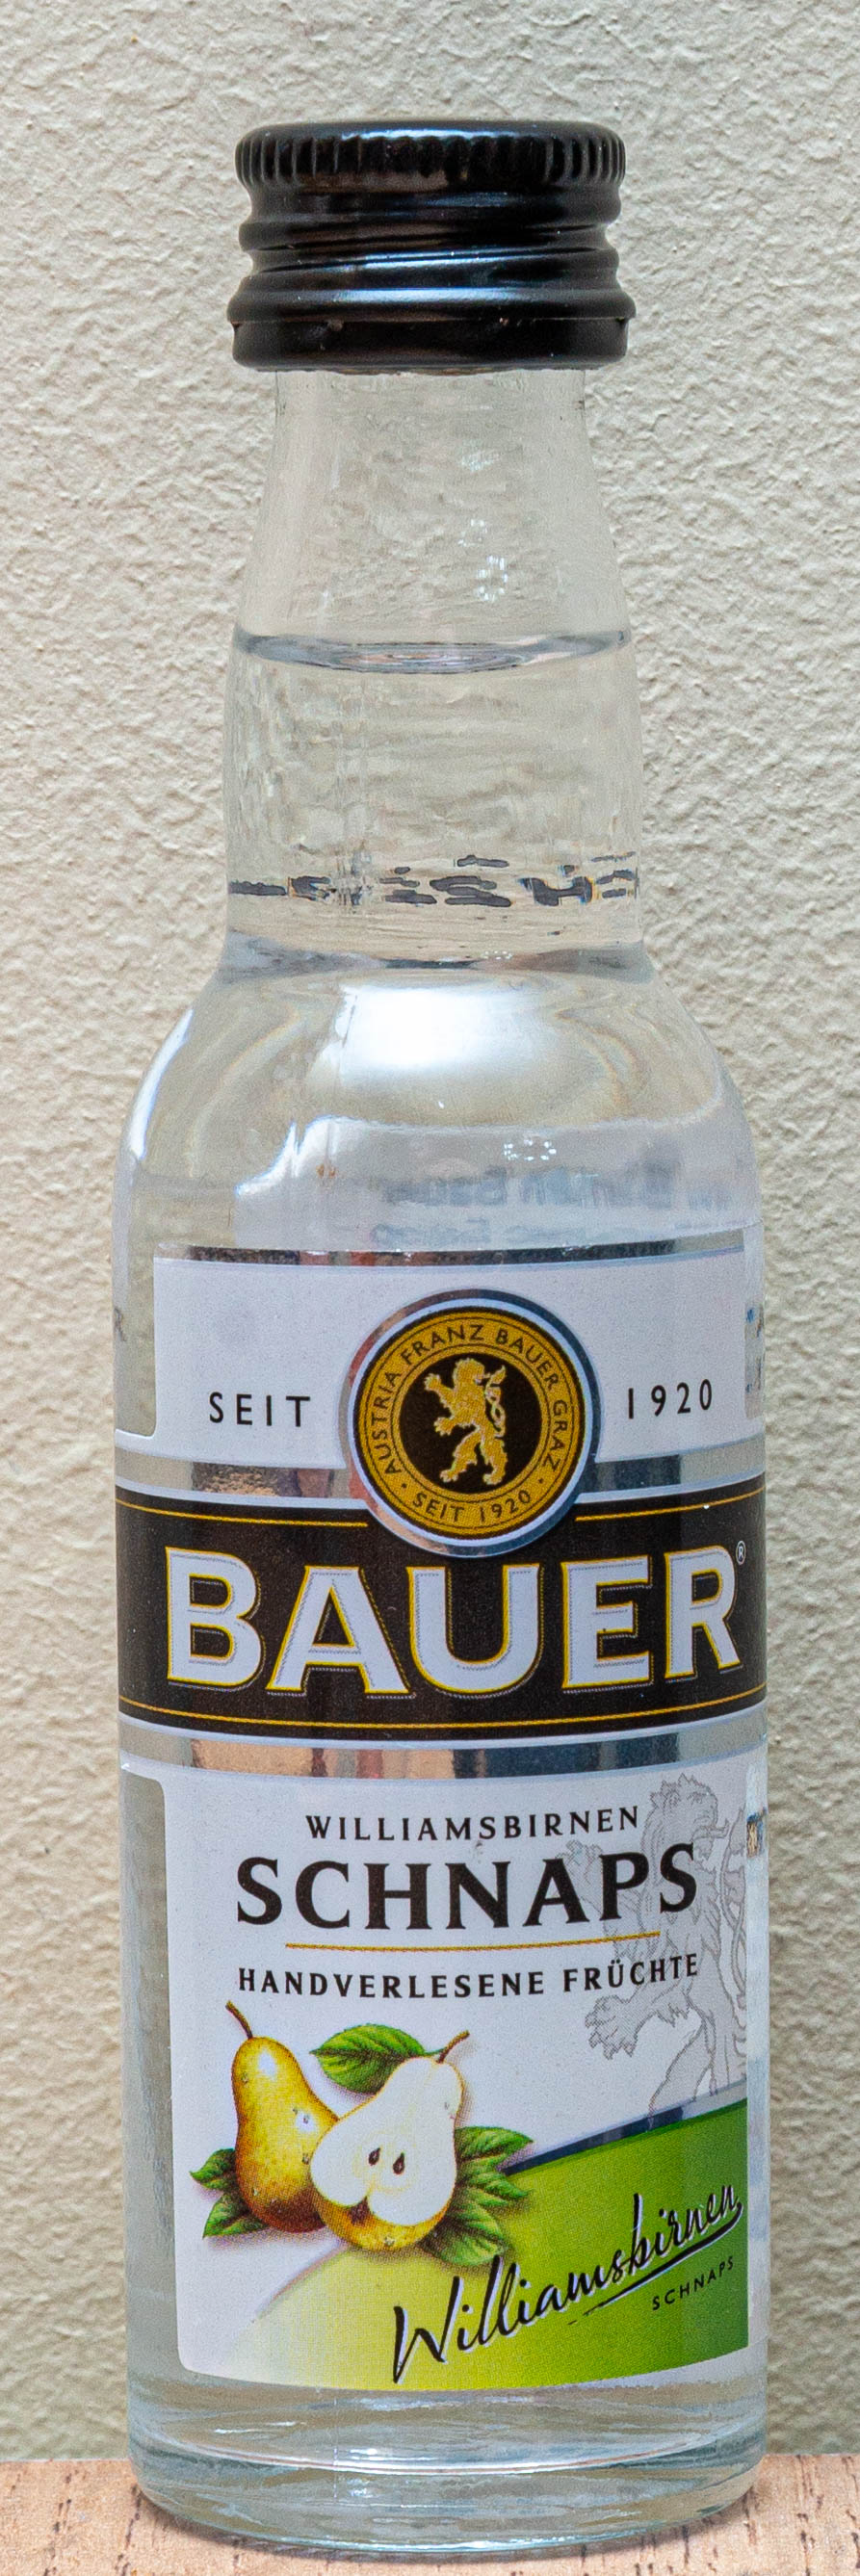 SEIT 1920
AUSTRIA FRANZ BAUER GRAZ
· SEIT 1920 ·
BAUER®
WILLIAMSBIRNEN
SCHNAPS
HANDVERLESENE FRÜCHTE
Williamsbirnen
SCHNAPS